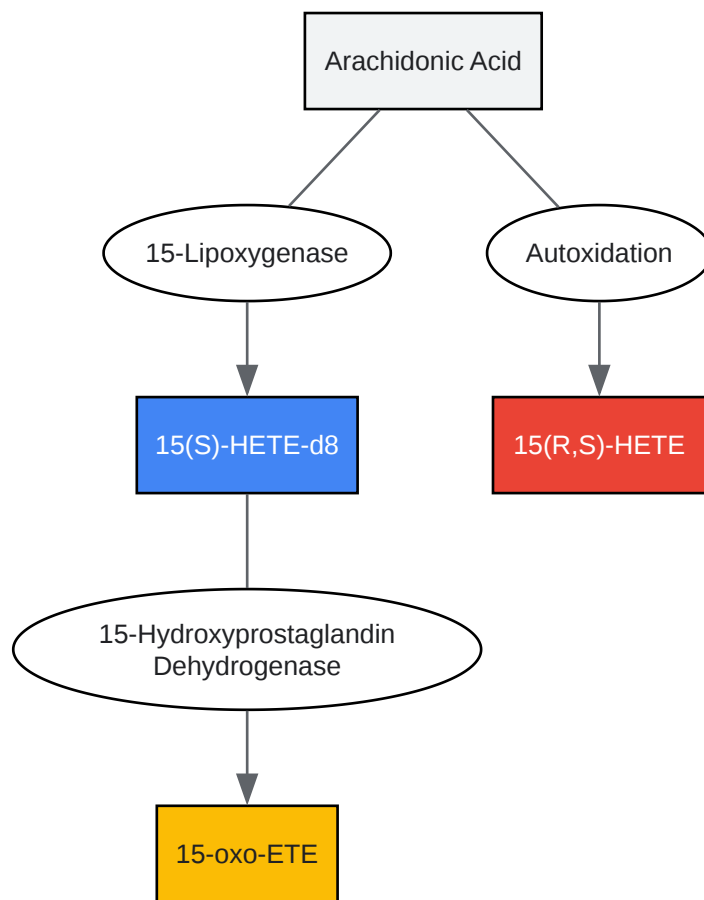 Arachidonic Acid
15-Lipoxygenase
Autoxidation
15(S)-HETE-d8
15(R,S)-HETE
15-Hydroxyprostaglandin
Dehydrogenase
15-oxo-ETE